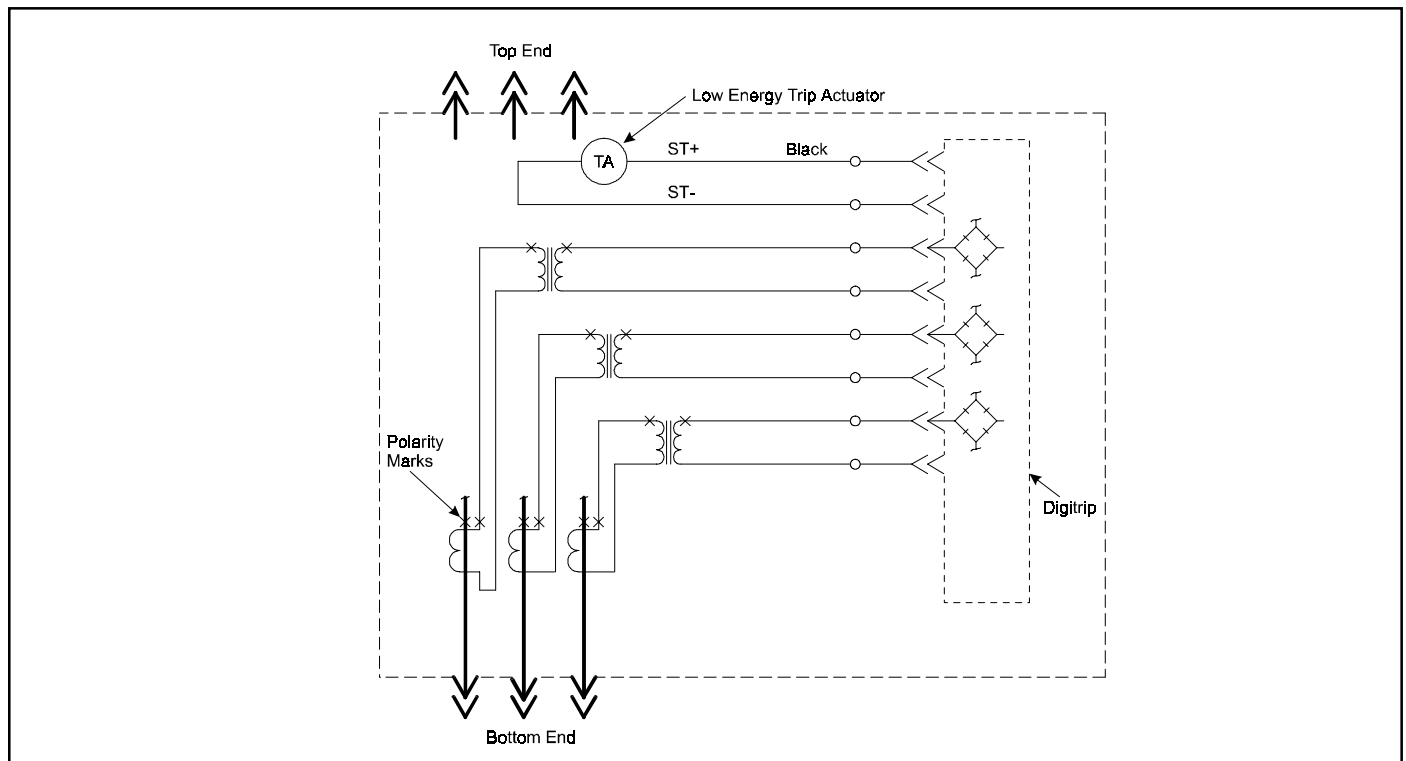 Top End
Low Energy Trip Actuator
TA
ST+
Black
ST-
Polarity
Marks
Digitrip
Bottom End